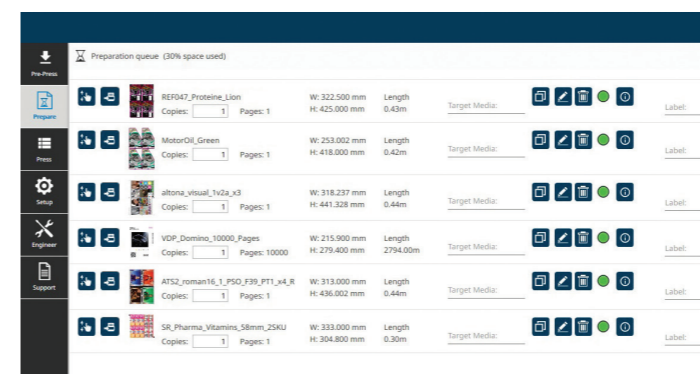 Preparation queue (30% space used)
Pre-Press
Prepare
Press
Setup
Engineer
Support
REF047_Proteine_Lion W: 322.500 mm Length
Copies: 1 Pages: 1 H: 425.000 mm 0.43m Target Media: Label:
MotorOil_Green W: 253.002 mm Length
Copies: 1 Pages: 1 H: 418.000 mm 0.42m Target Media: Label:
altona_visual_1v2a_x3 W: 318.237 mm Length
Copies: 1 Pages: 1 H: 441.328 mm 0.44m Target Media: Label:
VDP_Domino_10000_Pages W: 215.900 mm Length
Copies: 1 Pages: 10000 H: 279.400 mm 2794.00m Target Media: Label:
ATS2_roman16_1_PSO_F39_PT1_x4_R W: 313.000 mm Length
Copies: 1 Pages: 1 H: 436.002 mm 0.44m Target Media: Label:
SR_Pharma_Vitamins_58mm_2SKU W: 333.000 mm Length
Copies: 1 Pages: 1 H: 304.800 mm 0.30m Target Media: Label: